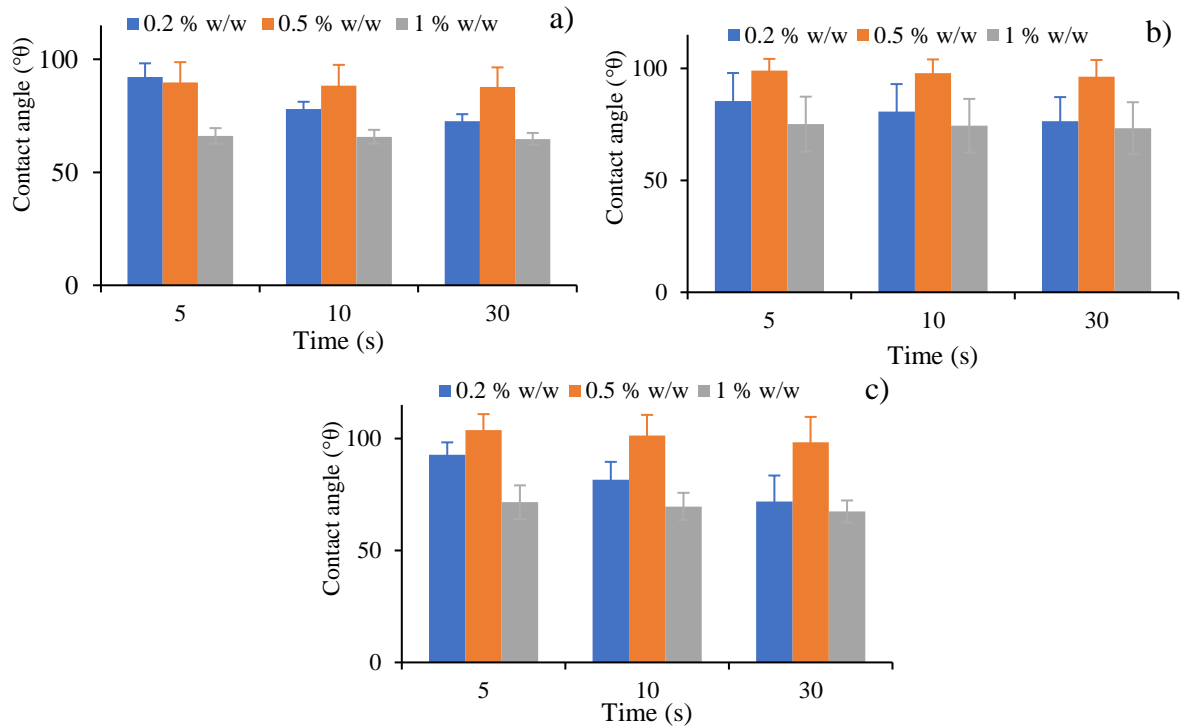 a)
0.2 % w/w 0.5 % w/w 1 % w/w
Contact angle (°θ)
100
50
0
5 10 30
Time (s)
b)
0.2 % w/w 0.5 % w/w 1 % w/w
Contact angle (°θ)
100
50
0
5 10 30
Time (s)
c)
0.2 % w/w 0.5 % w/w 1 % w/w
Contact angle (°θ)
100
50
0
5 10 30
Time (s)